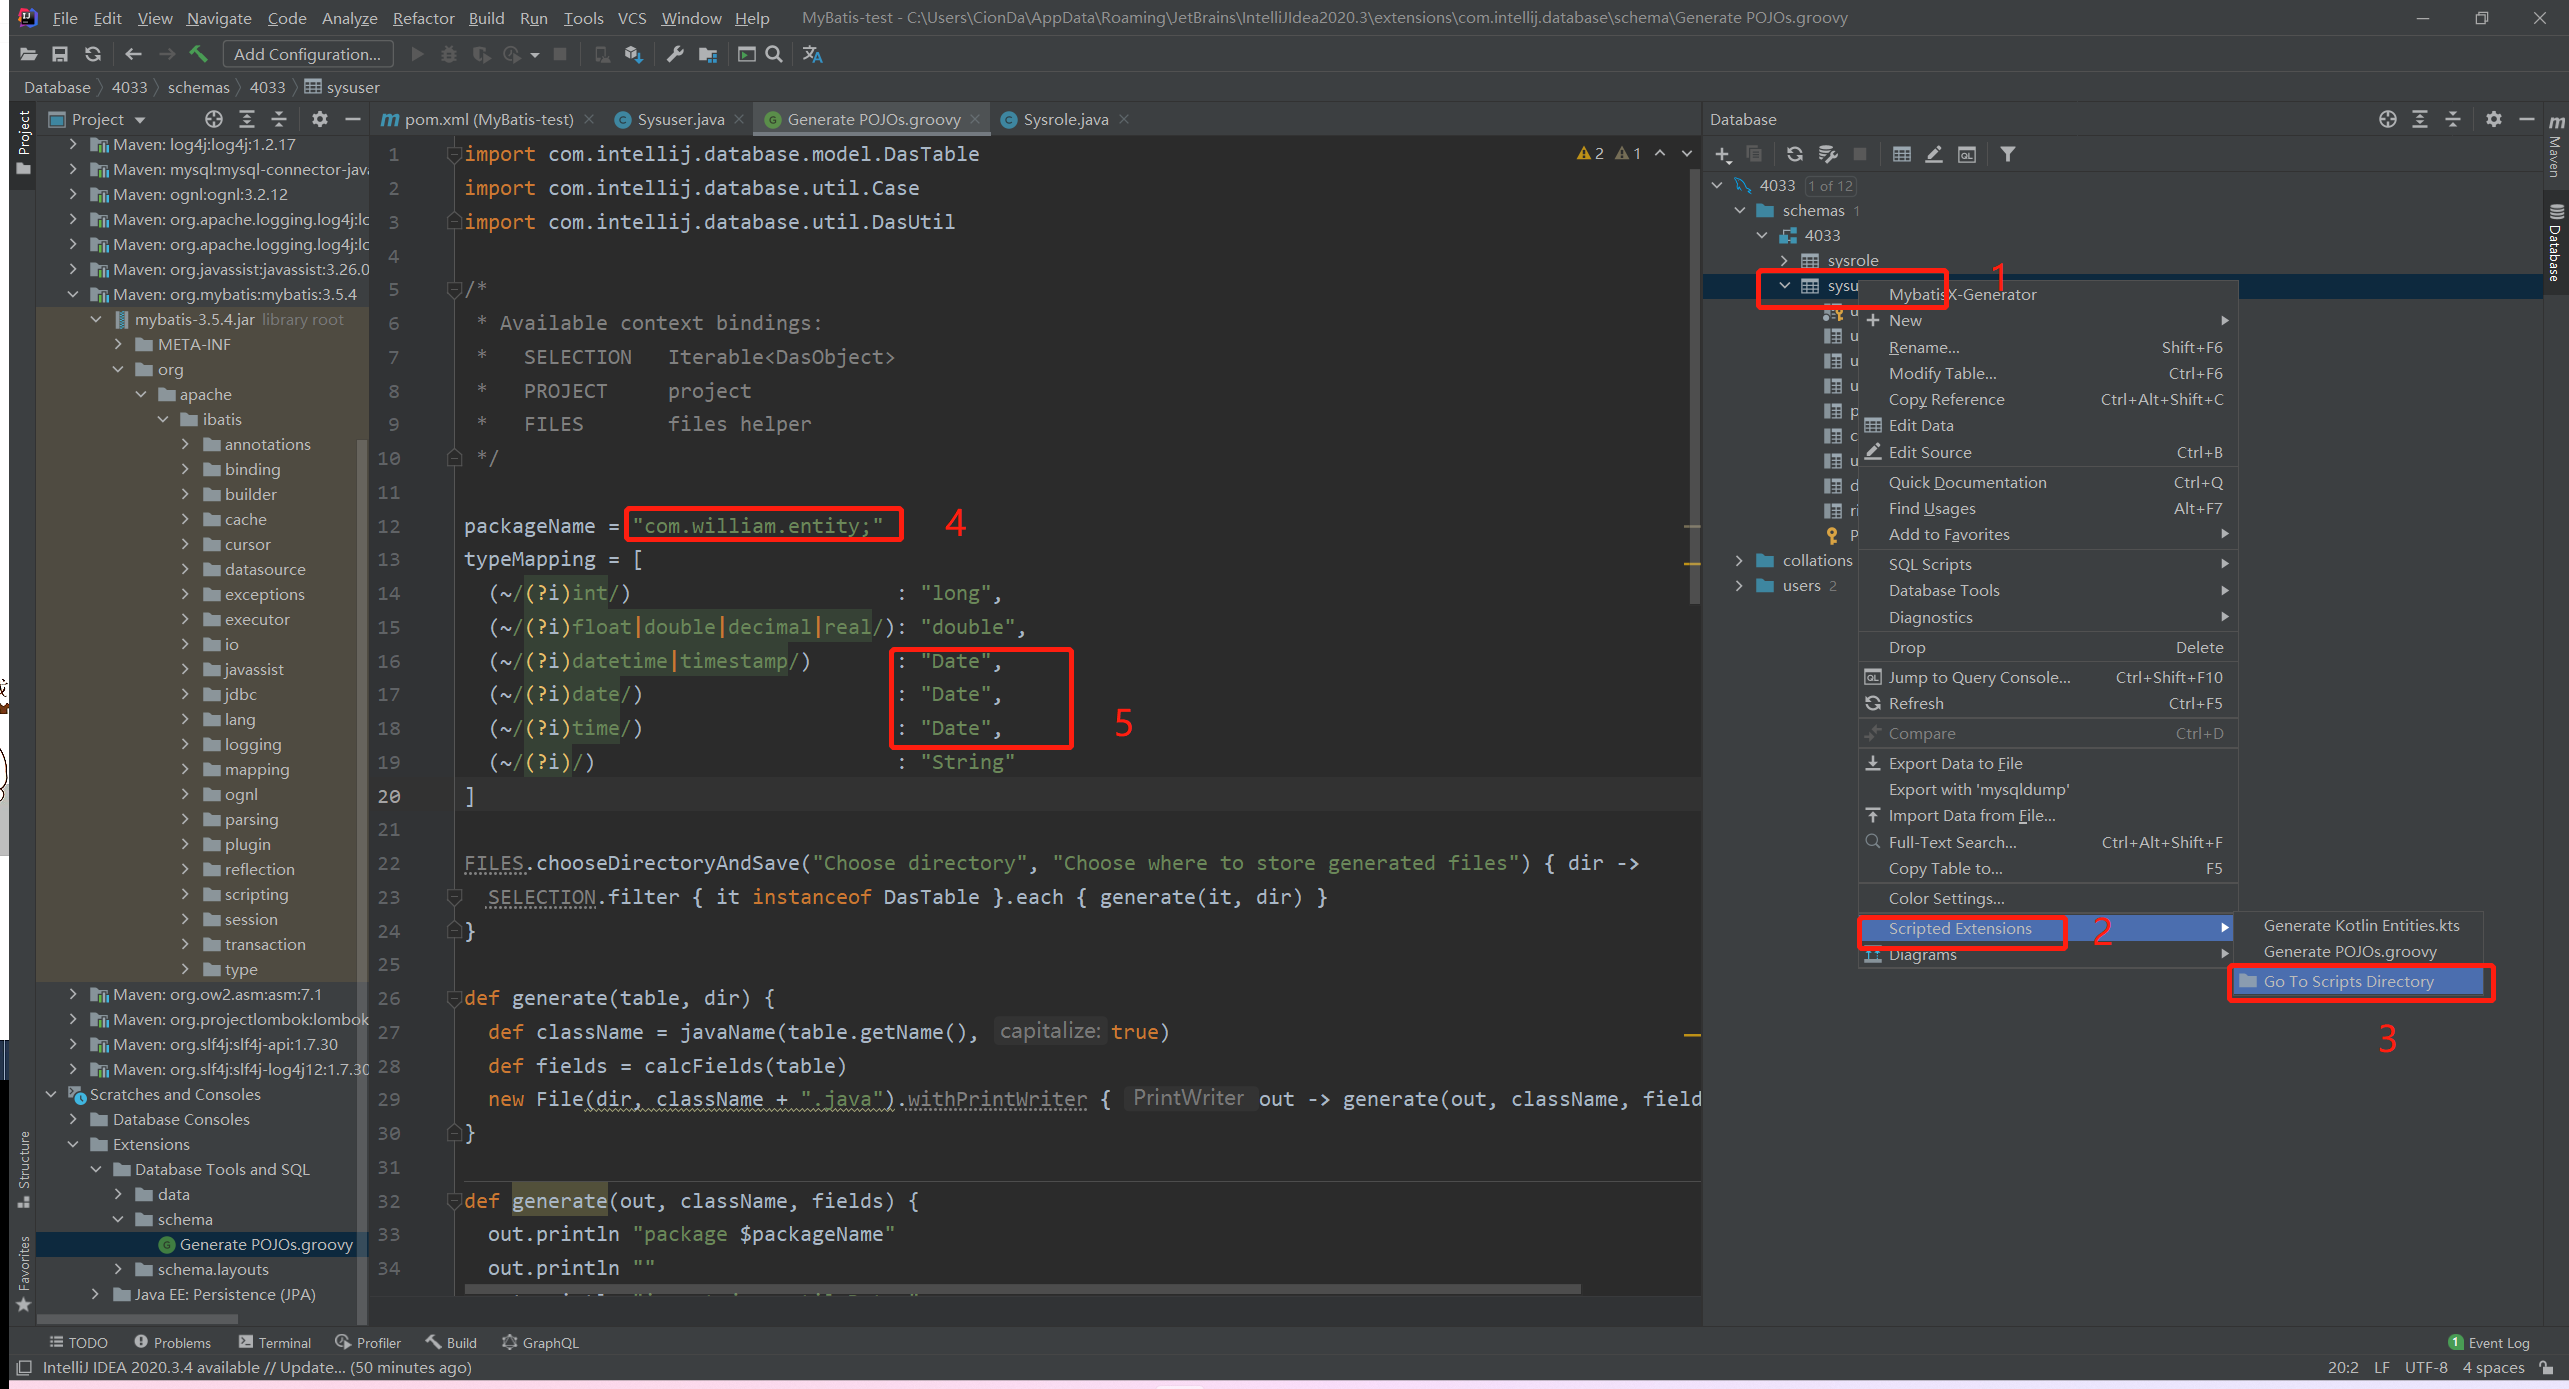 File Edit View Navigate Code Analyze Refactor Build Run Tools VCS Window Help MyBatis-test - C:\Users\CionDa\AppData\Roaming\JetBrains\IntelliJIdea2020.3\extensions\com.intellij.database\schema\Generate POJOs.groovy
Add Configuration...
Database 4033 schemas 4033 sysuser
Project
Maven: log4j:log4j:1.2.17
Maven: mysql:mysql-connector-java
Maven: ognl:ognl:3.2.12
Maven: org.apache.logging.log4j:lo
Maven: org.apache.logging.log4j:lo
Maven: org.javassist:javassist:3.26.0
Maven: org.mybatis:mybatis:3.5.4
mybatis-3.5.4.jar library root
META-INF
org
apache
ibatis
annotations
binding
builder
cache
cursor
datasource
exceptions
executor
io
javassist
jdbc
lang
logging
mapping
ognl
parsing
plugin
reflection
scripting
session
transaction
type
Maven: org.ow2.asm:asm:7.1
Maven: org.projectlombok:lombok
Maven: org.slf4j:slf4j-api:1.7.30
Maven: org.slf4j:slf4j-log4j12:1.7.30
Scratches and Consoles
Database Consoles
Extensions
Database Tools and SQL
data
schema
Generate POJOs.groovy
schema.layouts
Java EE: Persistence (JPA)
Project
Structure
Favorites
pom.xml (MyBatis-test) Sysuser.java Generate POJOs.groovy Sysrole.java
2 1
1 import com.intellij.database.model.DasTable
2 import com.intellij.database.util.Case
3 import com.intellij.database.util.DasUtil
4
5 /*
6 * Available context bindings:
7 * SELECTION Iterable<DasObject>
8 * PROJECT project
9 * FILES files helper
10 */
11
12 packageName = "com.william.entity;" 4
13 typeMapping = [
14 (~/(?i)int/) : "long",
15 (~/(?i)float|double|decimal|real/): "double",
16 (~/(?i)datetime|timestamp/) : "Date",
17 (~/(?i)date/) : "Date",
5
18 (~/(?i)time/) : "Date",
19 (~/(?i)/) : "String"
20 ]
21
22 FILES.chooseDirectoryAndSave("Choose directory", "Choose where to store generated files") { dir ->
23 SELECTION.filter { it instanceof DasTable }.each { generate(it, dir) }
24 }
25
26 def generate(table, dir) {
27 def className = javaName(table.getName(), capitalize: true)
28 def fields = calcFields(table)
29 new File(dir, className + ".java").withPrintWriter { PrintWriter out -> generate(out, className, field
30 }
31
32 def generate(out, className, fields) {
33 out.println "package $packageName"
34 out.println ""
Database
4033 1 of 12
schemas 1
4033
sysrole
sysu
1
u
u
u
u
p
c
u
d
ri
P
collations
users 2
MybatisX-Generator
New
Rename... Shift+F6
Modify Table... Ctrl+F6
Copy Reference Ctrl+Alt+Shift+C
Edit Data
Edit Source Ctrl+B
Quick Documentation Ctrl+Q
Find Usages Alt+F7
Add to Favorites
SQL Scripts
Database Tools
Diagnostics
Drop Delete
Jump to Query Console... Ctrl+Shift+F10
Refresh Ctrl+F5
Compare Ctrl+D
Export Data to File
Export with 'mysqldump'
Import Data from File...
Full-Text Search... Ctrl+Alt+Shift+F
Copy Table to... F5
Color Settings...
Scripted Extensions 2
Diagrams
Generate Kotlin Entities.kts
Generate POJOs.groovy
Go To Scripts Directory
3
m
Maven
Database
TODO Problems Terminal Profiler Build GraphQL 1 Event Log
IntelliJ IDEA 2020.3.4 available // Update... (50 minutes ago) 20:2 LF UTF-8 4 spaces